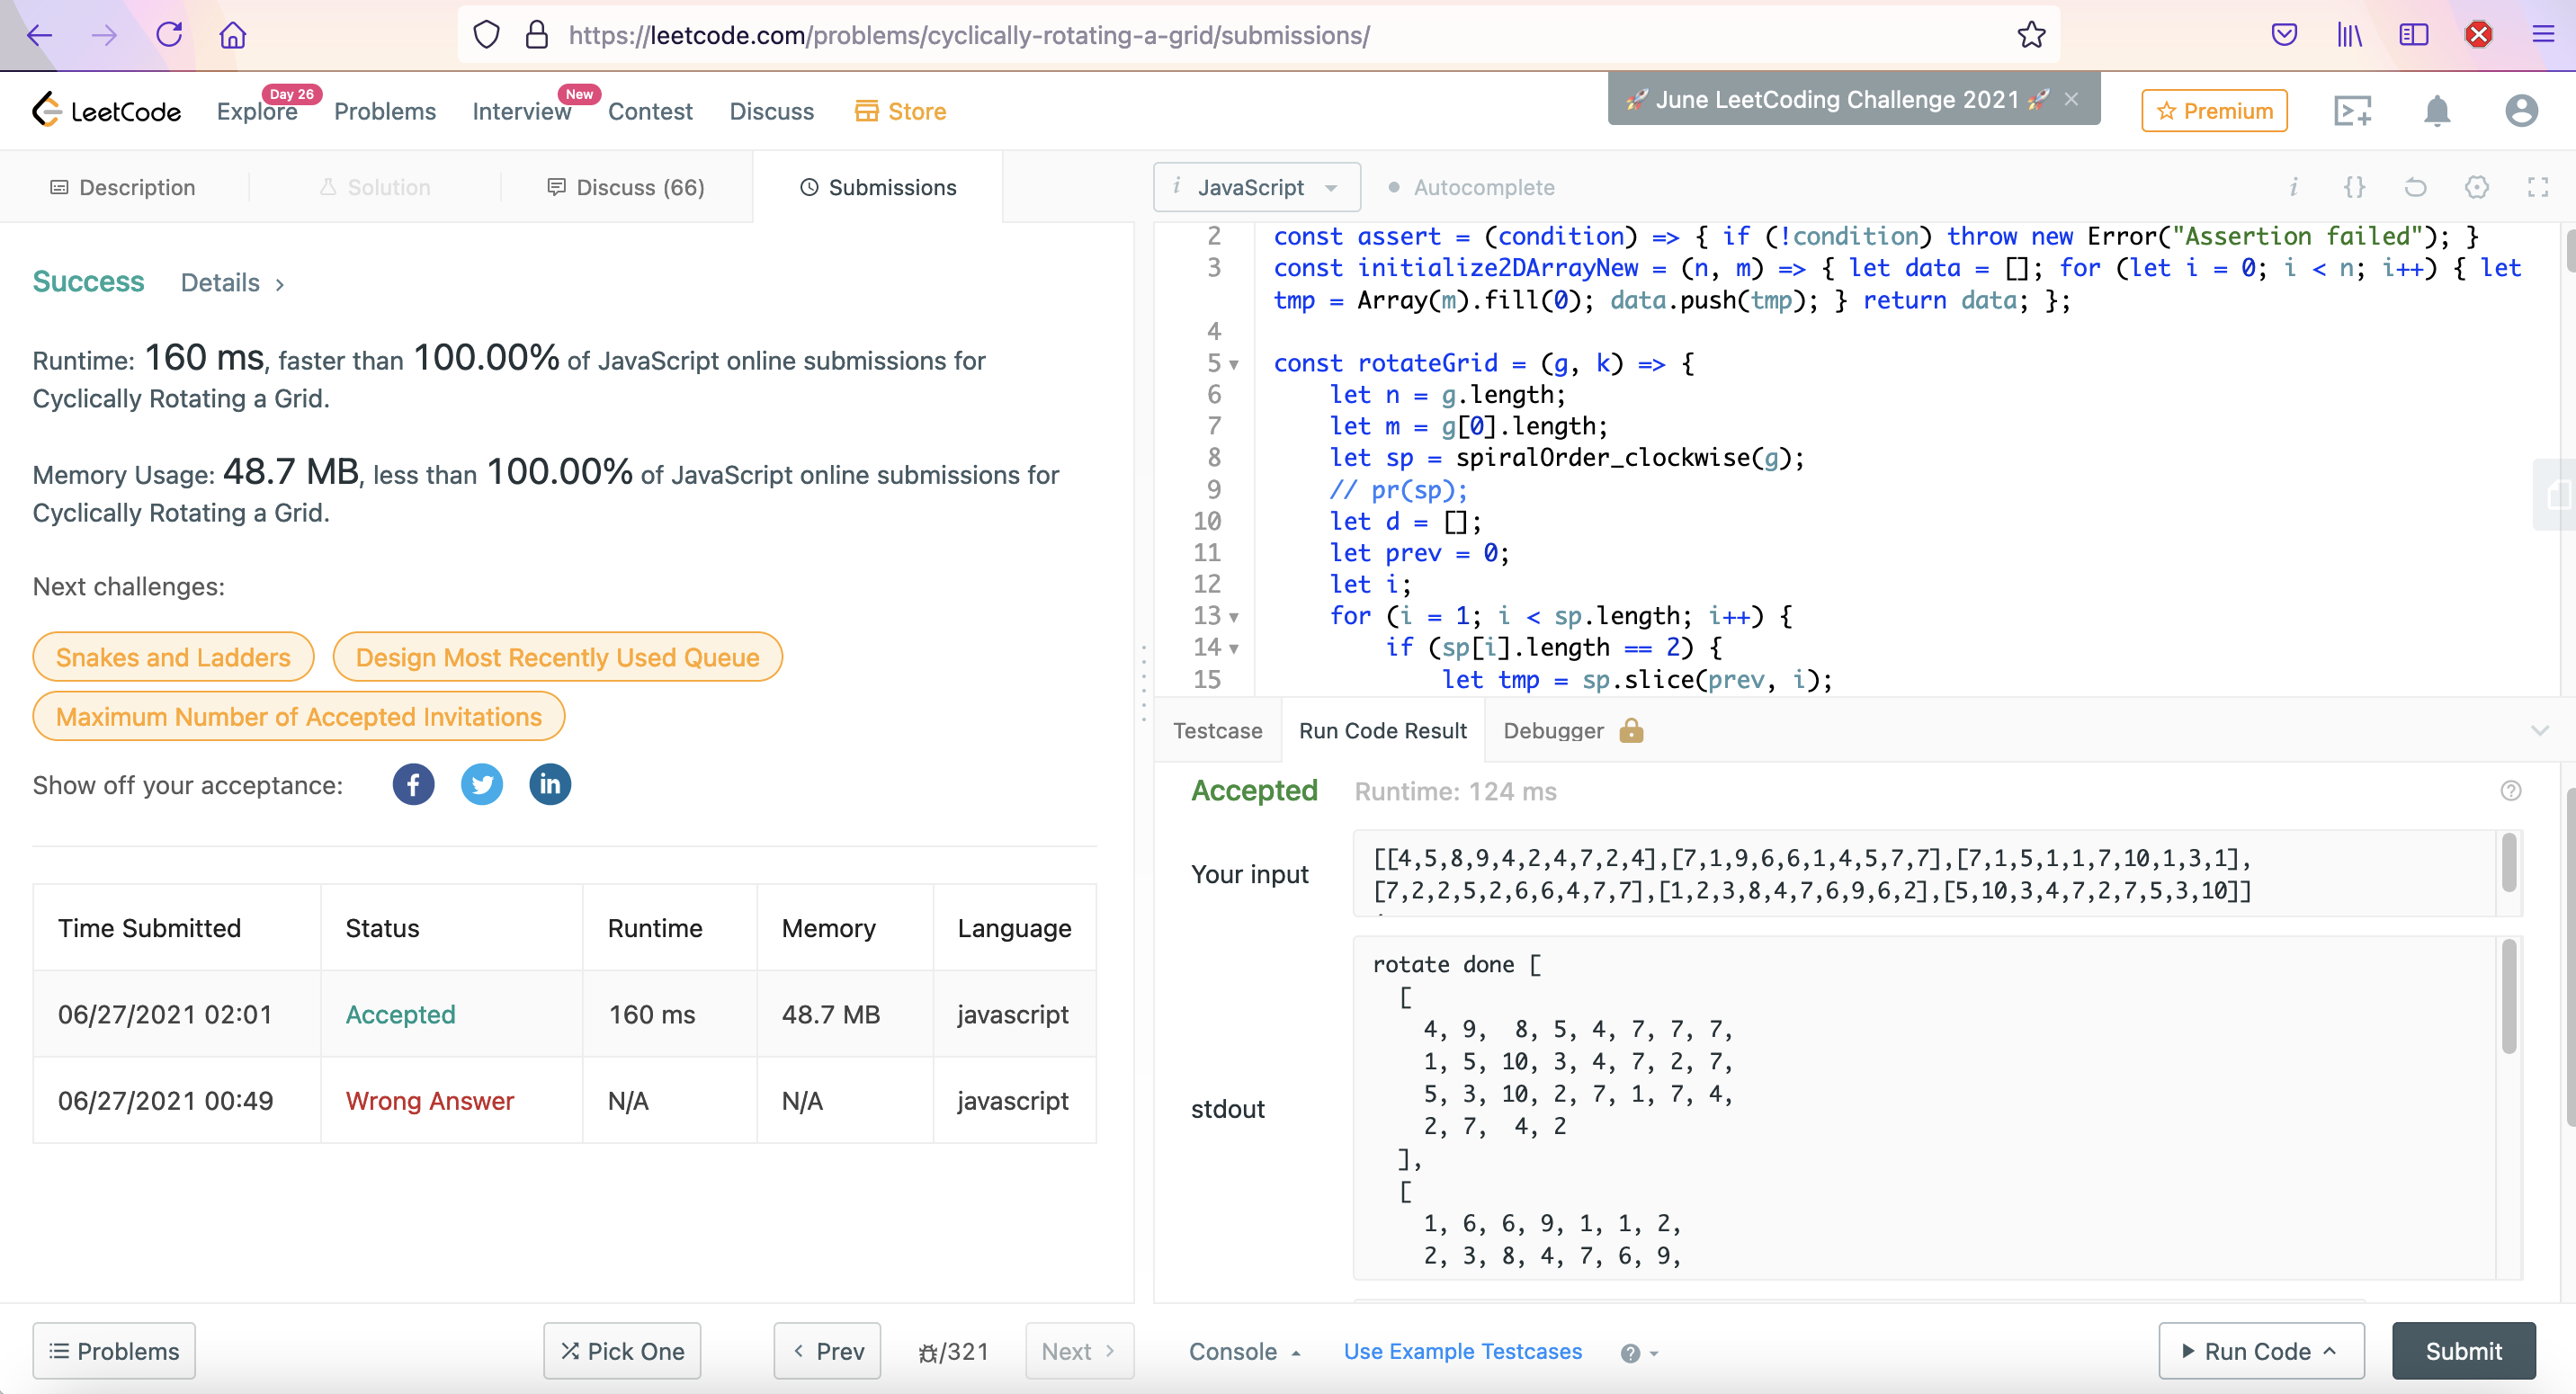 https://leetcode.com/problems/cyclically-rotating-a-grid/submissions/
LeetCode
Explore
Day 26
Problems
Interview
New
Contest
Discuss
Store
🚀 June LeetCoding Challenge 2021 🚀 ×
Premium
Description
Solution
Discuss (66)
Submissions
Success
Details >
Runtime: 160 ms, faster than 100.00% of JavaScript online submissions for
Cyclically Rotating a Grid.
Memory Usage: 48.7 MB, less than 100.00% of JavaScript online submissions for
Cyclically Rotating a Grid.
Next challenges:
Snakes and Ladders
Design Most Recently Used Queue
Maximum Number of Accepted Invitations
Show off your acceptance:
Time Submitted Status Runtime Memory Language
06/27/2021 02:01 Accepted 160 ms 48.7 MB javascript
06/27/2021 00:49 Wrong Answer N/A N/A javascript
Problems
Pick One
< Prev
/321
Next >
i JavaScript
Autocomplete
i {}
2 const assert = (condition) => { if (!condition) throw new Error("Assertion failed"); }
3 const initialize2DArrayNew = (n, m) => { let data = []; for (let i = 0; i < n; i++) { let
tmp = Array(m).fill(0); data.push(tmp); } return data; };
4
5 const rotateGrid = (g, k) => {
6 let n = g.length;
7 let m = g[0].length;
8 let sp = spiralOrder_clockwise(g);
9 // pr(sp);
10 let d = [];
11 let prev = 0;
12 let i;
13 for (i = 1; i < sp.length; i++) {
14 if (sp[i].length == 2) {
15 let tmp = sp.slice(prev, i);
Testcase
Run Code Result
Debugger
Accepted
Runtime: 124 ms
Your input
[[4,5,8,9,4,2,4,7,2,4],[7,1,9,6,6,1,4,5,7,7],[7,1,5,1,1,7,10,1,3,1],
[7,2,2,5,2,6,6,4,7,7],[1,2,3,8,4,7,6,9,6,2],[5,10,3,4,7,2,7,5,3,10]]
stdout
rotate done [
[
4, 9, 8, 5, 4, 7, 7, 7,
1, 5, 10, 3, 4, 7, 2, 7,
5, 3, 10, 2, 7, 1, 7, 4,
2, 7, 4, 2
],
[
1, 6, 6, 9, 1, 1, 2,
2, 3, 8, 4, 7, 6, 9,
Console
Use Example Testcases
Run Code
Submit